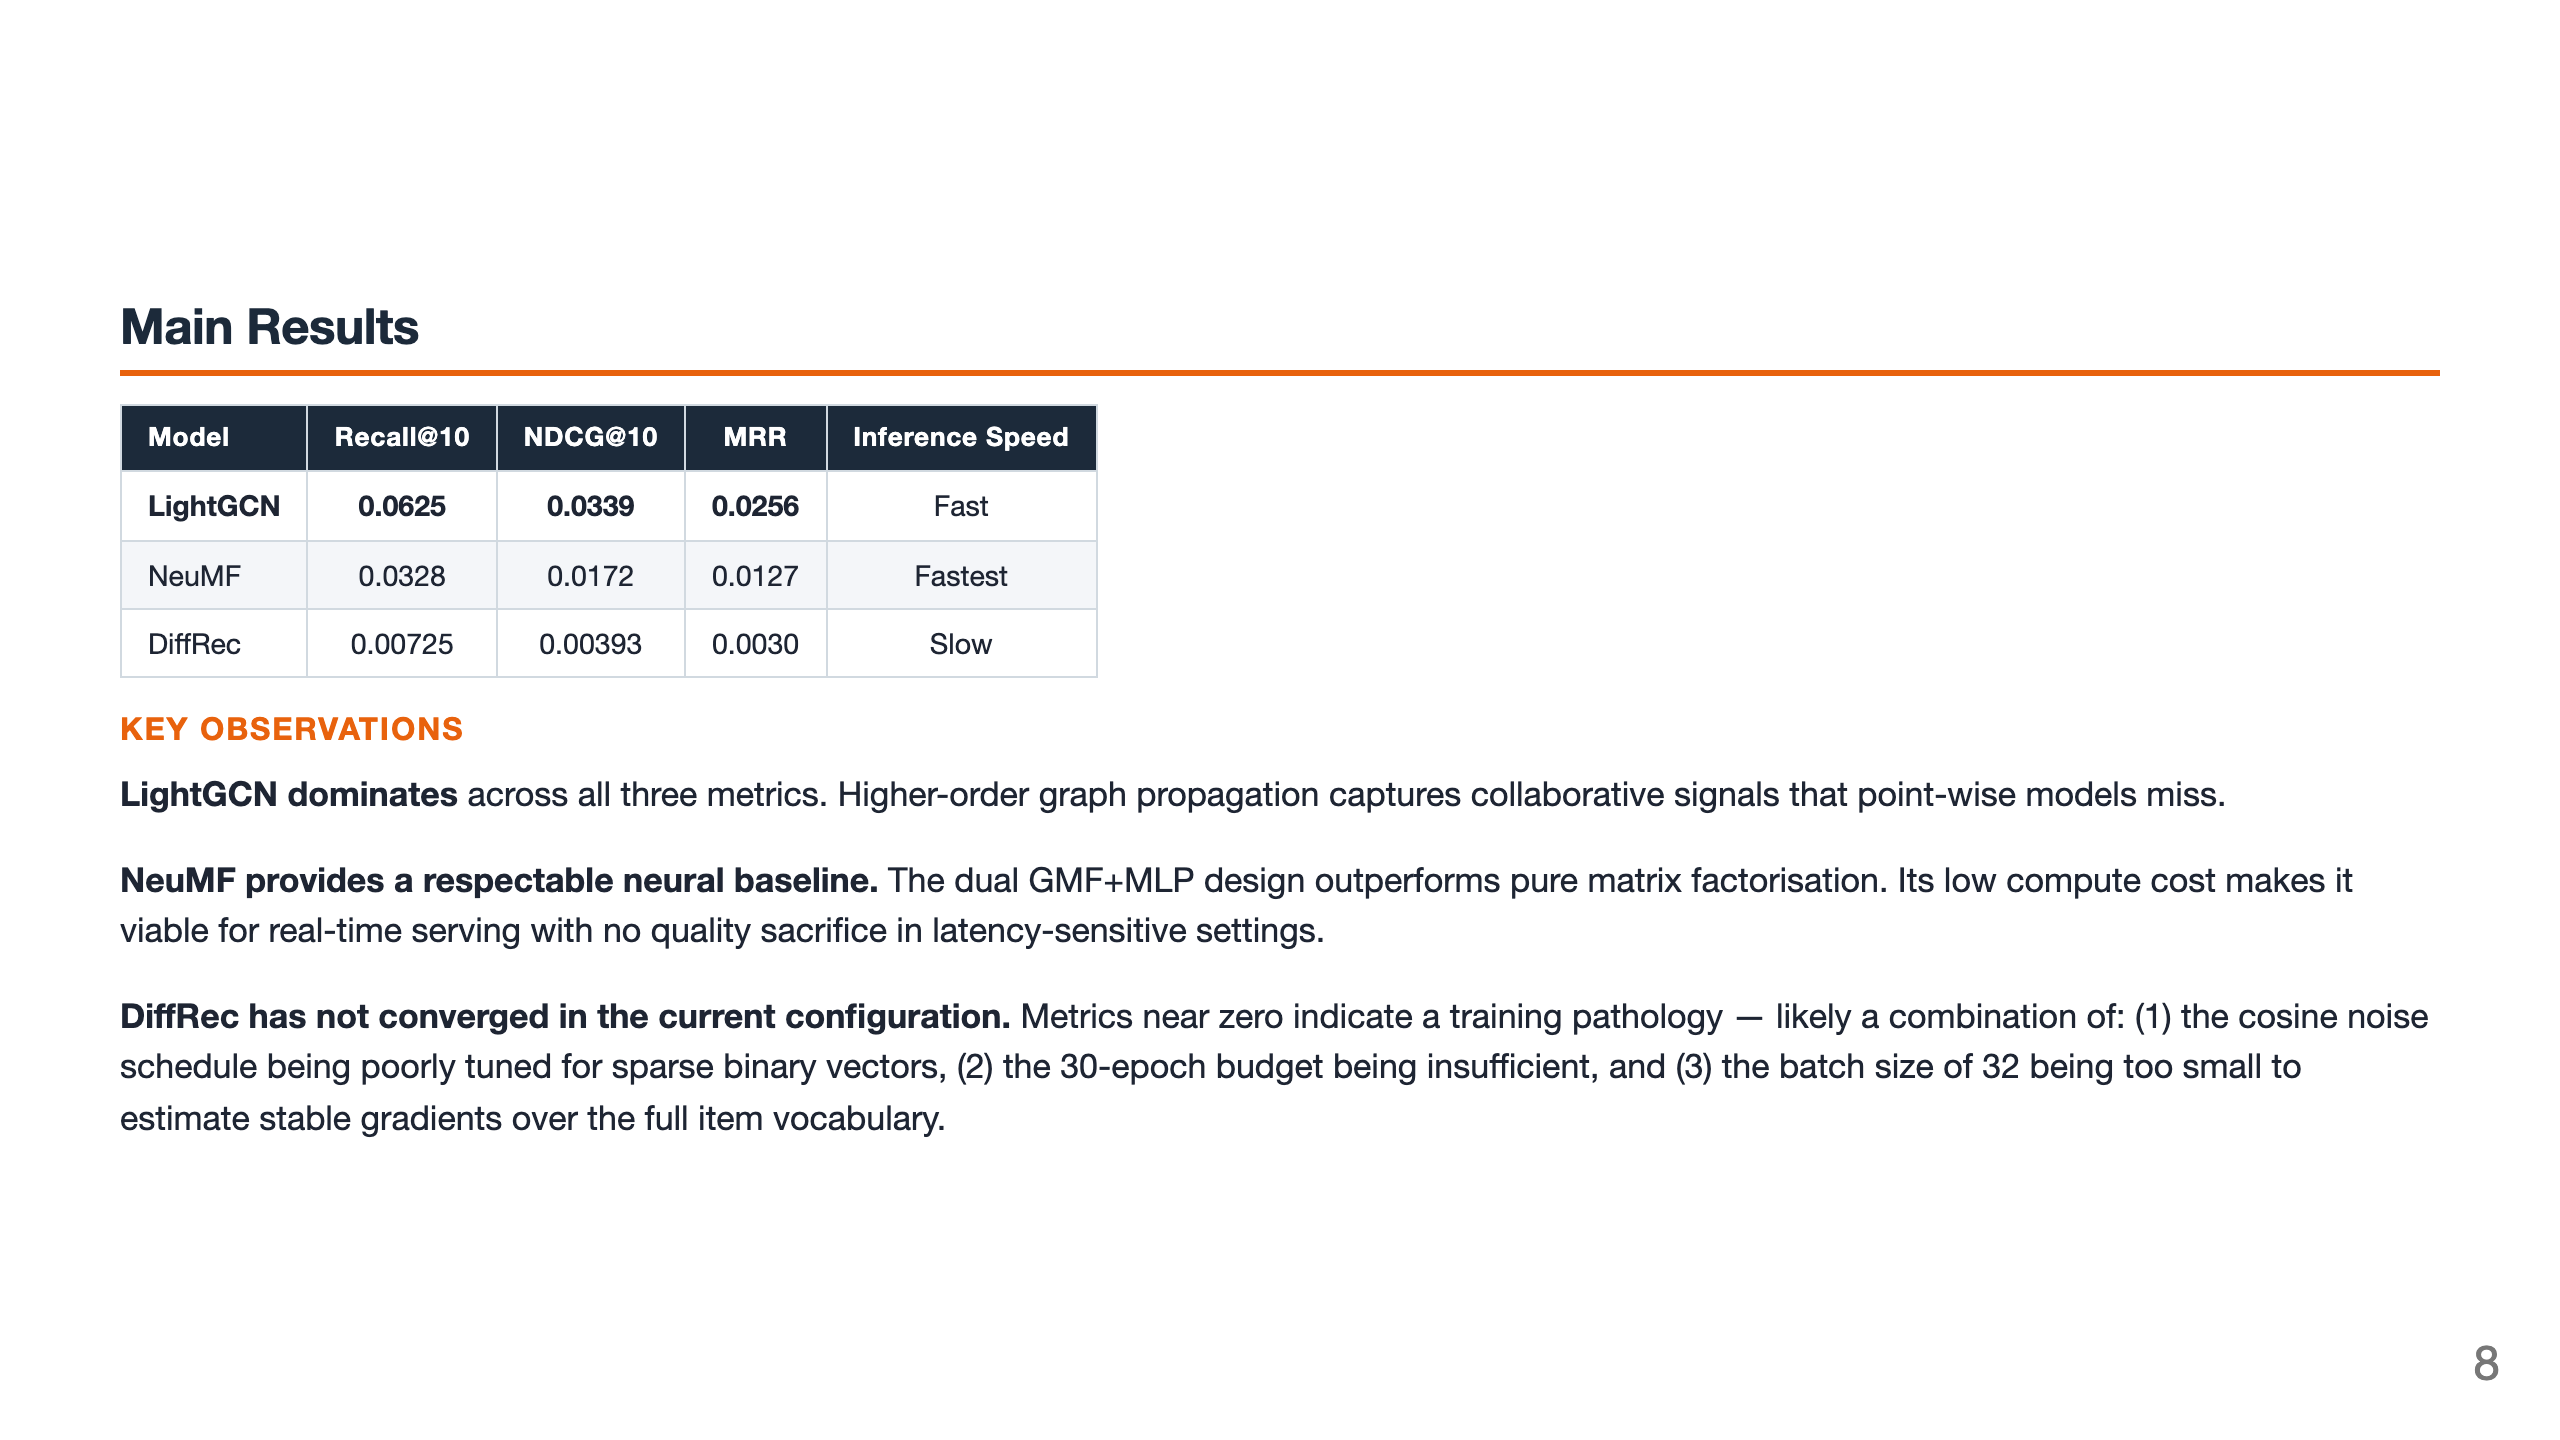 Main Results
Model Recall@10 NDCG@10 MRR Inference Speed
LightGCN 0.0625 0.0339 0.0256 Fast
NeuMF 0.0328 0.0172 0.0127 Fastest
DiffRec 0.00725 0.00393 0.0030 Slow
KEY OBSERVATIONS
LightGCN dominates across all three metrics. Higher-order graph propagation captures collaborative signals that point-wise models miss.
NeuMF provides a respectable neural baseline. The dual GMF+MLP design outperforms pure matrix factorisation. Its low compute cost makes it
viable for real-time serving with no quality sacrifice in latency-sensitive settings.
DiffRec has not converged in the current configuration. Metrics near zero indicate a training pathology — likely a combination of: (1) the cosine noise
schedule being poorly tuned for sparse binary vectors, (2) the 30-epoch budget being insufficient, and (3) the batch size of 32 being too small to
estimate stable gradients over the full item vocabulary.
8